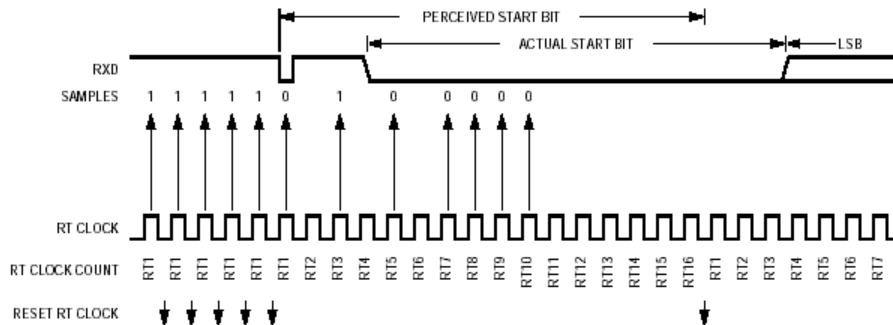 PERCEIVED START BIT
ACTUAL START BIT
LSB
RXD
SAMPLES 1 1 1 1 1 0 1 0 0 0 0 0
RT CLOCK
RT CLOCK COUNT RT1 RT1 RT1 RT1 RT1 RT1 RT2 RT3 RT4 RT5 RT6 RT7 RT8 RT9 RT10 RT11 RT12 RT13 RT14 RT15 RT16 RT1 RT2 RT3 RT4 RT5 RT6 RT7
RESET RT CLOCK